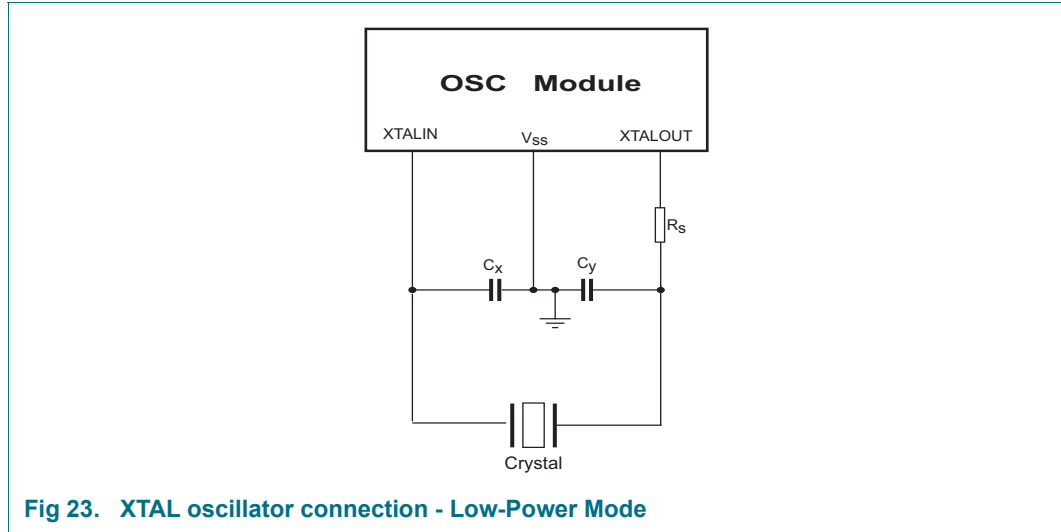 OSC Module
XTALIN
Vss
XTALOUT
Rs
Cx
Cy
Crystal
Fig 23. XTAL oscillator connection - Low-Power Mode